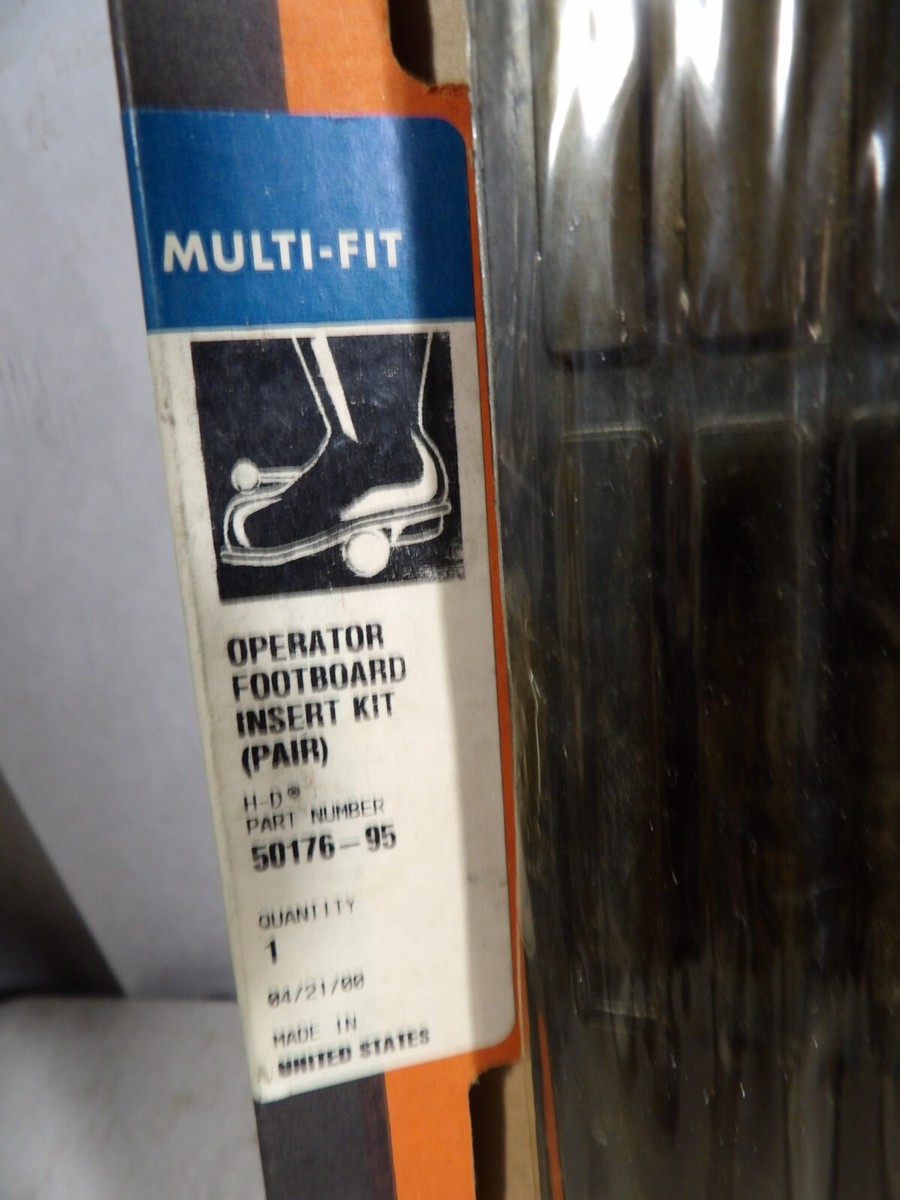 MULTI-FIT
OPERATOR
FOOTBOARD
INSERT KIT
(PAIR)
H-D®
PART NUMBER
50176-95
QUANTITY
1
04/21/00
MADE IN
UNITED STATES